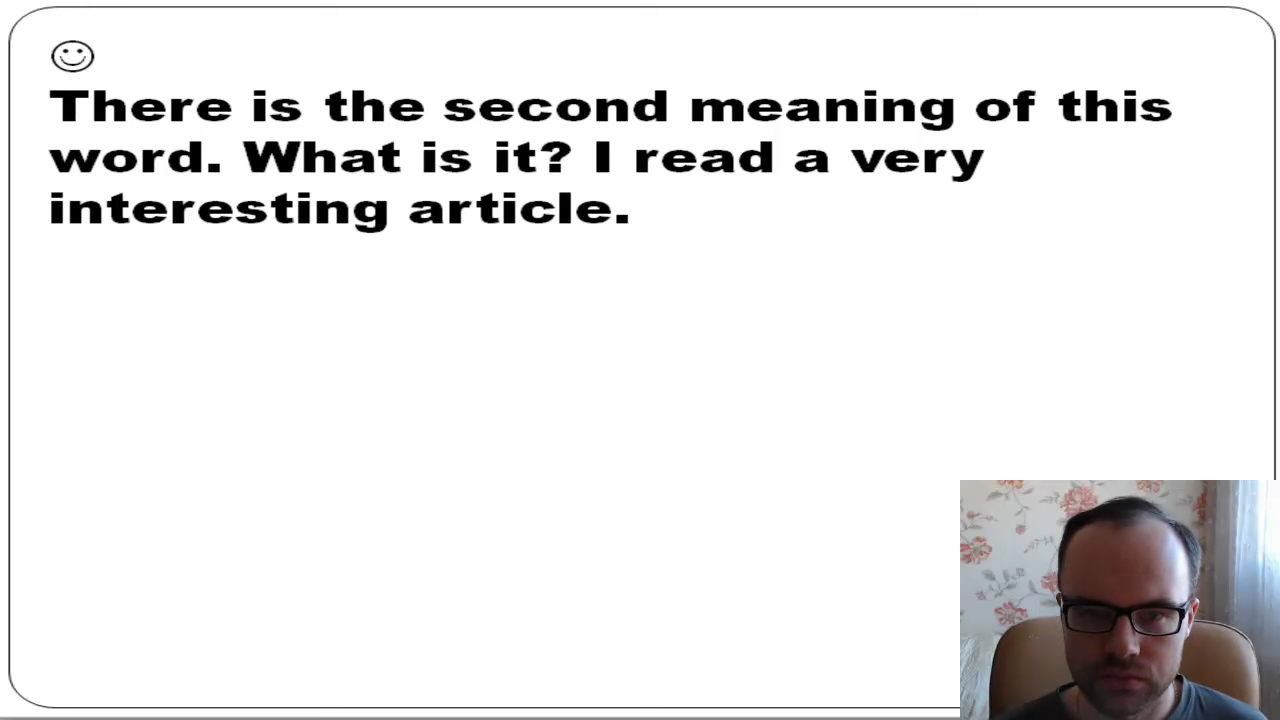 There is the second meaning of this
word. What is it? I read a very
interesting article.